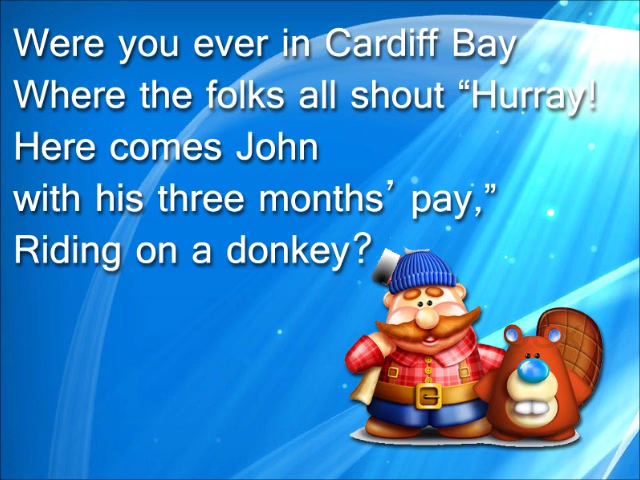 Were you ever in Cardiff Bay
Where the folks all shout “Hurray!
Here comes John
with his three months’ pay,”
Riding on a donkey?